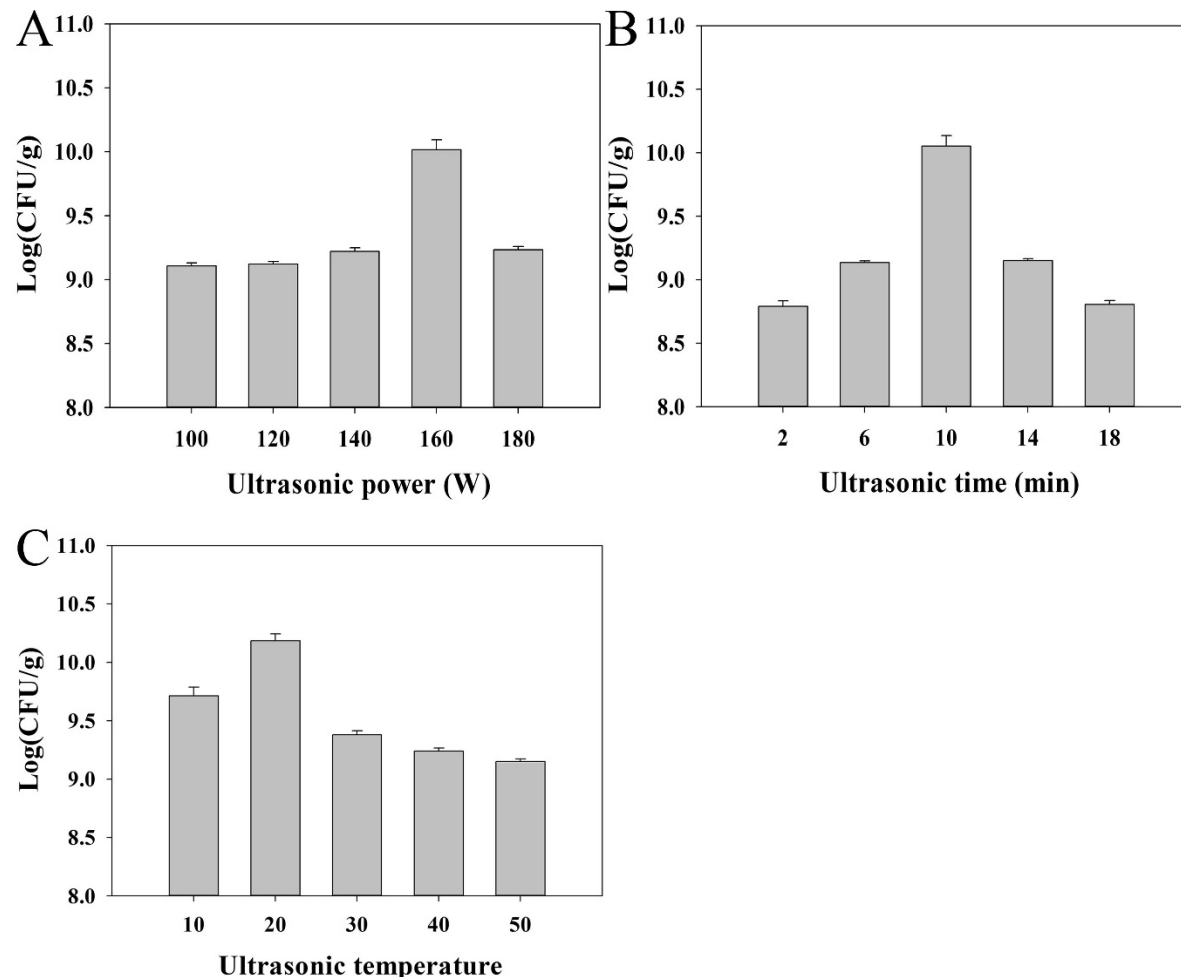 A
11.0
10.5
10.0
9.5
9.0
8.5
8.0
Log(CFU/g)
100 120 140 160 180
Ultrasonic power (W)
B
11.0
10.5
10.0
9.5
9.0
8.5
8.0
Log(CFU/g)
2 6 10 14 18
Ultrasonic time (min)
C
11.0
10.5
10.0
9.5
9.0
8.5
8.0
Log(CFU/g)
10 20 30 40 50
Ultrasonic temperature